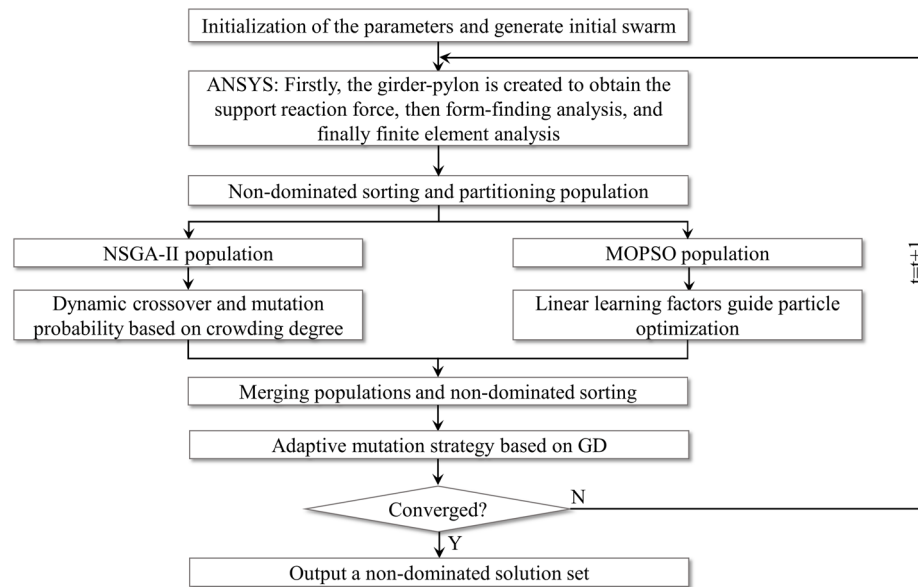 Initialization of the parameters and generate initial swarm
ANSYS: Firstly, the girder-pylon is created to obtain the
support reaction force, then form-finding analysis, and
finally finite element analysis
Non-dominated sorting and partitioning population
NSGA-II population
MOPSO population
Dynamic crossover and mutation
probability based on crowding degree
Linear learning factors guide particle
optimization
t=t+1
Merging populations and non-dominated sorting
Adaptive mutation strategy based on GD
Converged?
N
Y
Output a non-dominated solution set